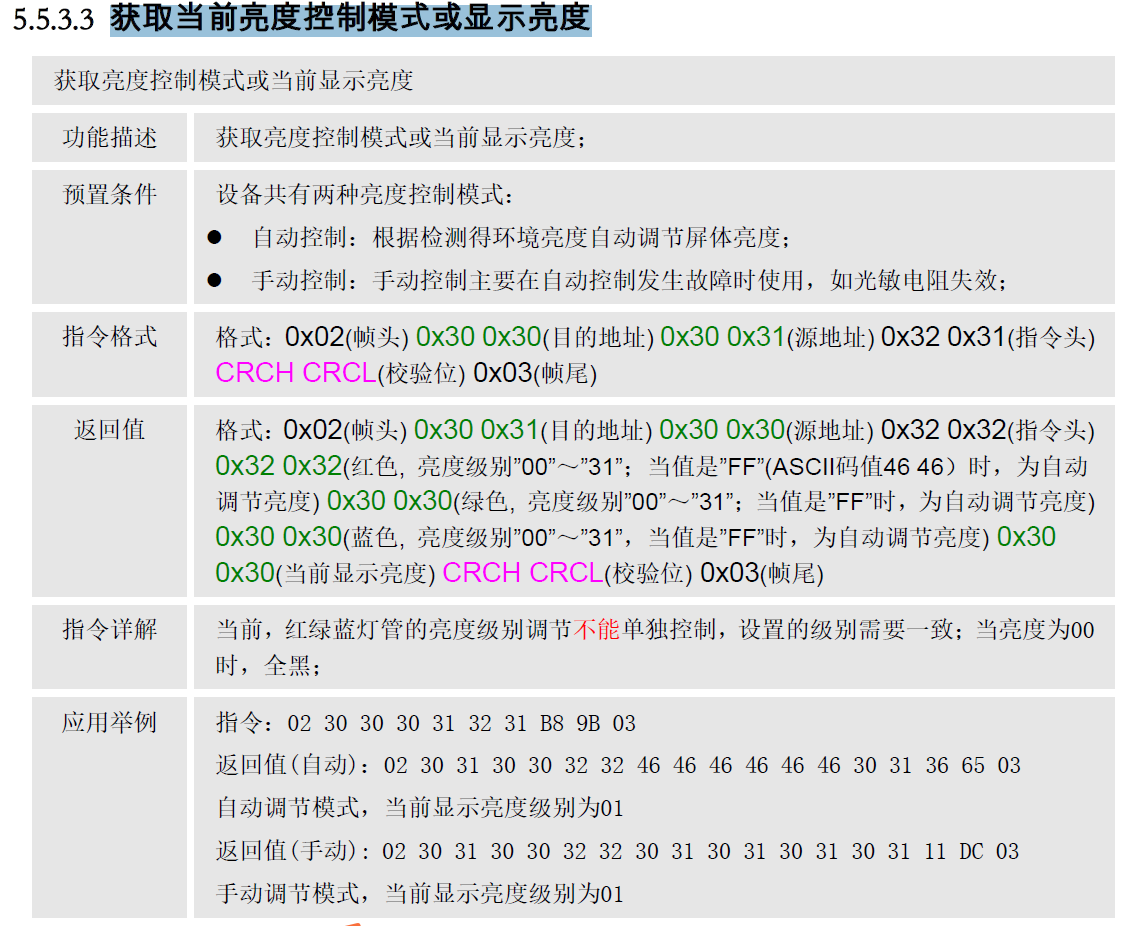 5.5.3.3 获取当前亮度控制模式或显示亮度
获取亮度控制模式或当前显示亮度
功能描述 获取亮度控制模式或当前显示亮度;
预置条件 设备共有两种亮度控制模式:
● 自动控制: 根据检测得环境亮度自动调节屏体亮度;
● 手动控制: 手动控制主要在自动控制发生故障时使用, 如光敏电阻失效;
指令格式 格式: 0x02(帧头) 0x30 0x30(目的地址) 0x30 0x31(源地址) 0x32 0x31(指令头)
CRCH CRCL(校验位) 0x03(帧尾)
返回值 格式: 0x02(帧头) 0x30 0x31(目的地址) 0x30 0x30(源地址) 0x32 0x32(指令头)
0x32 0x32(红色, 亮度级别”00”～”31”; 当值是”FF”(ASCII码值46 46）时, 为自动
调节亮度) 0x30 0x30(绿色, 亮度级别”00”～”31”; 当值是”FF”时, 为自动调节亮度)
0x30 0x30(蓝色, 亮度级别”00”～”31”, 当值是”FF”时, 为自动调节亮度) 0x30
0x30(当前显示亮度) CRCH CRCL(校验位) 0x03(帧尾)
指令详解 当前, 红绿蓝灯管的亮度级别调节不能单独控制, 设置的级别需要一致; 当亮度为00
时, 全黑;
应用举例 指令: 02 30 30 30 31 32 31 B8 9B 03
返回值(自动): 02 30 31 30 30 32 32 46 46 46 46 46 46 30 31 36 65 03
自动调节模式, 当前显示亮度级别为01
返回值(手动): 02 30 31 30 30 32 32 30 31 30 31 30 31 30 31 11 DC 03
手动调节模式, 当前显示亮度级别为01